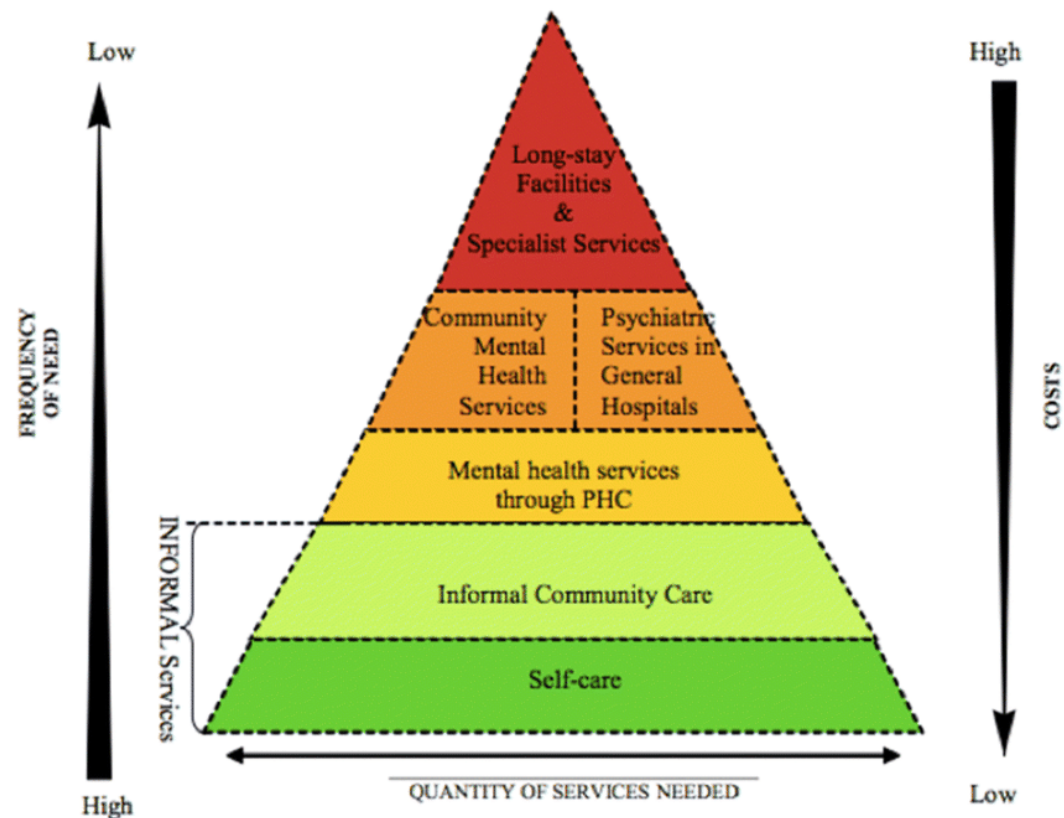 Low
High
Long-stay
Facilities
&
Specialist Services
Community
Mental
Health
Services
Psychiatric
Services in
General
Hospitals
FREQUENCY
OF NEED
COSTS
Mental health services
through PHC
INFORMAL Services
Informal Community Care
Self-care
QUANTITY OF SERVICES NEEDED
High
Low